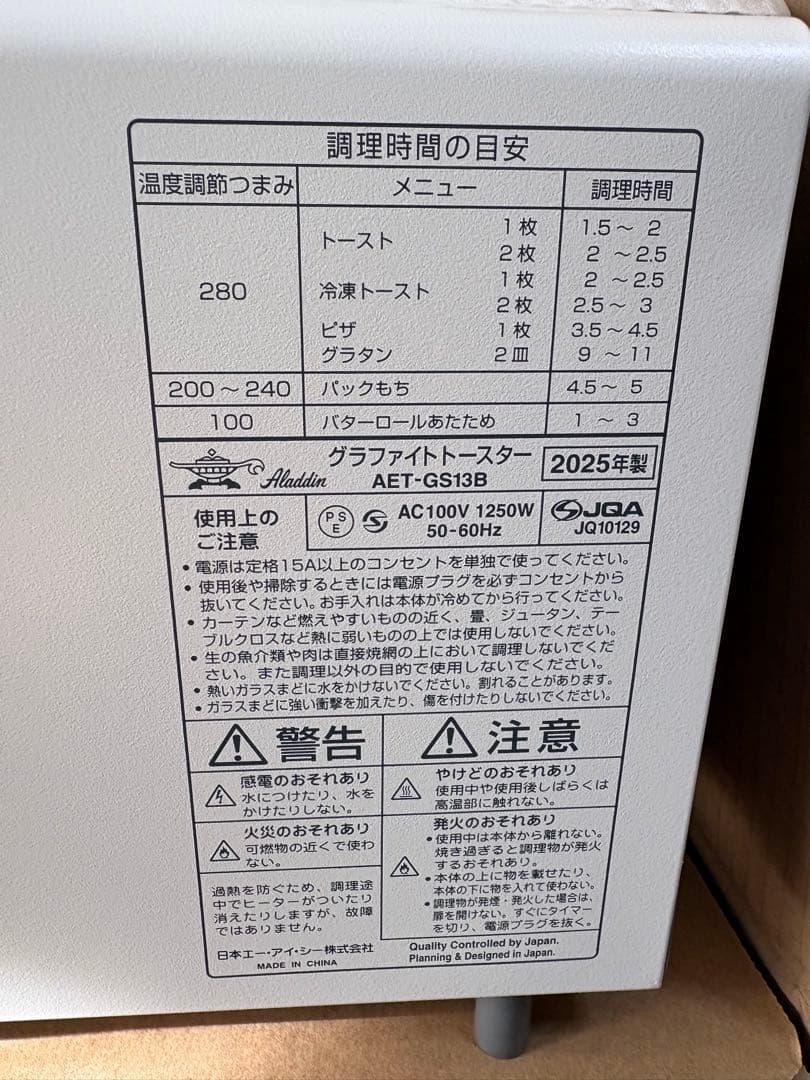 調理時間の目安
温度調節つまみ メニュー 調理時間
280
トースト 1枚 1.5～ 2
2枚 2 ～2.5
冷凍トースト 1枚 2 ～2.5
2枚 2.5～ 3
ピザ 1枚 3.5～4.5
グラタン 2皿 9 ～ 11
200～240 パックもち 4.5～ 5
100 バターロールあたため 1 ～ 3
Aladdin
グラファイトトースター
AET-GS13B
2025年製
使用上の
ご注意
PS
E
AC100V 1250W
50-60Hz
JQA
JQ10129
・電源は定格15A以上のコンセントを単独で使ってください。
・使用後や掃除するときには電源プラグを必ずコンセントから
抜いてください。お手入れは本体が冷めてから行ってください。
・カーテンなど燃えやすいものの近く、畳、ジュータン、テー
ブルクロスなど熱に弱いものの上では使用しないでください。
・生の魚介類や肉は直接焼網の上において調理しないでくだ
さい。また調理以外の目的で使用しないでください。
・熱いガラスまどに水をかけないでください。割れることがあります。
・ガラスまどに強い衝撃を加えたり、傷を付けたりしないでください。
警告
感電のおそれあり
水につけたり、水を
かけたりしない。
火災のおそれあり
可燃物の近くで使わ
ない。
過熱を防ぐため、調理途
中でヒーターがついたり
消えたりしますが、故障
ではありません。
日本エー・アイ・シー株式会社
MADE IN CHINA
注意
やけどのおそれあり
使用中や使用後しばらくは
高温部に触れない。
発火のおそれあり
・使用中は本体から離れない。
焼き過ぎると調理物が発火
するおそれあり。
・本体の上に物を載せたり、
本体の下に物を入れて使わない。
・調理物が発煙・発火した場合は、
扉を開けない。すぐにタイマー
を切り、電源プラグを抜く。
Quality Controlled by Japan.
Planning & Designed in Japan.